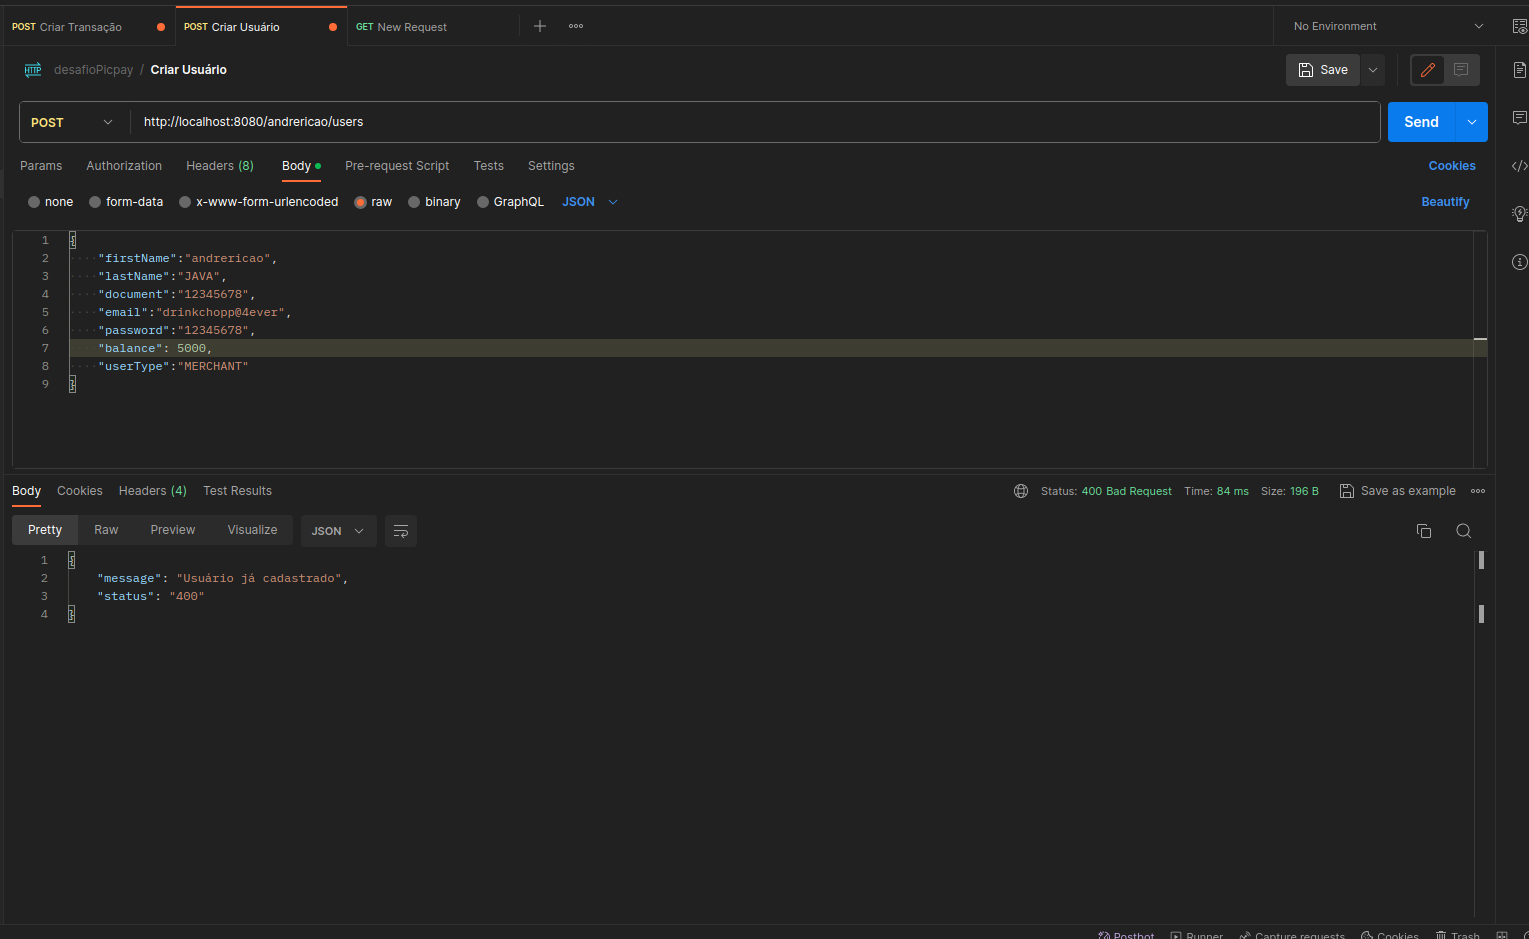 POST Criar Transação POST Criar Usuário GET New Request No Environment
HTTP desafioPicpay / Criar Usuário Save
POST http://localhost:8080/andrericao/users Send
Params Authorization Headers (8) Body Pre-request Script Tests Settings Cookies
none form-data x-www-form-urlencoded raw binary GraphQL JSON Beautify
1 {
2 "firstName":"andrericao",
3 "lastName":"JAVA",
4 "document":"12345678",
5 "email":"drinkchopp@4ever",
6 "password":"12345678",
7 "balance": 5000,
8 "userType":"MERCHANT"
9 }
Body Cookies Headers (4) Test Results Status: 400 Bad Request Time: 84 ms Size: 196 B Save as example
Pretty Raw Preview Visualize JSON
1 {
2 "message": "Usuário já cadastrado",
3 "status": "400"
4 }
Postbot Runner Capture requests Cookies Trash